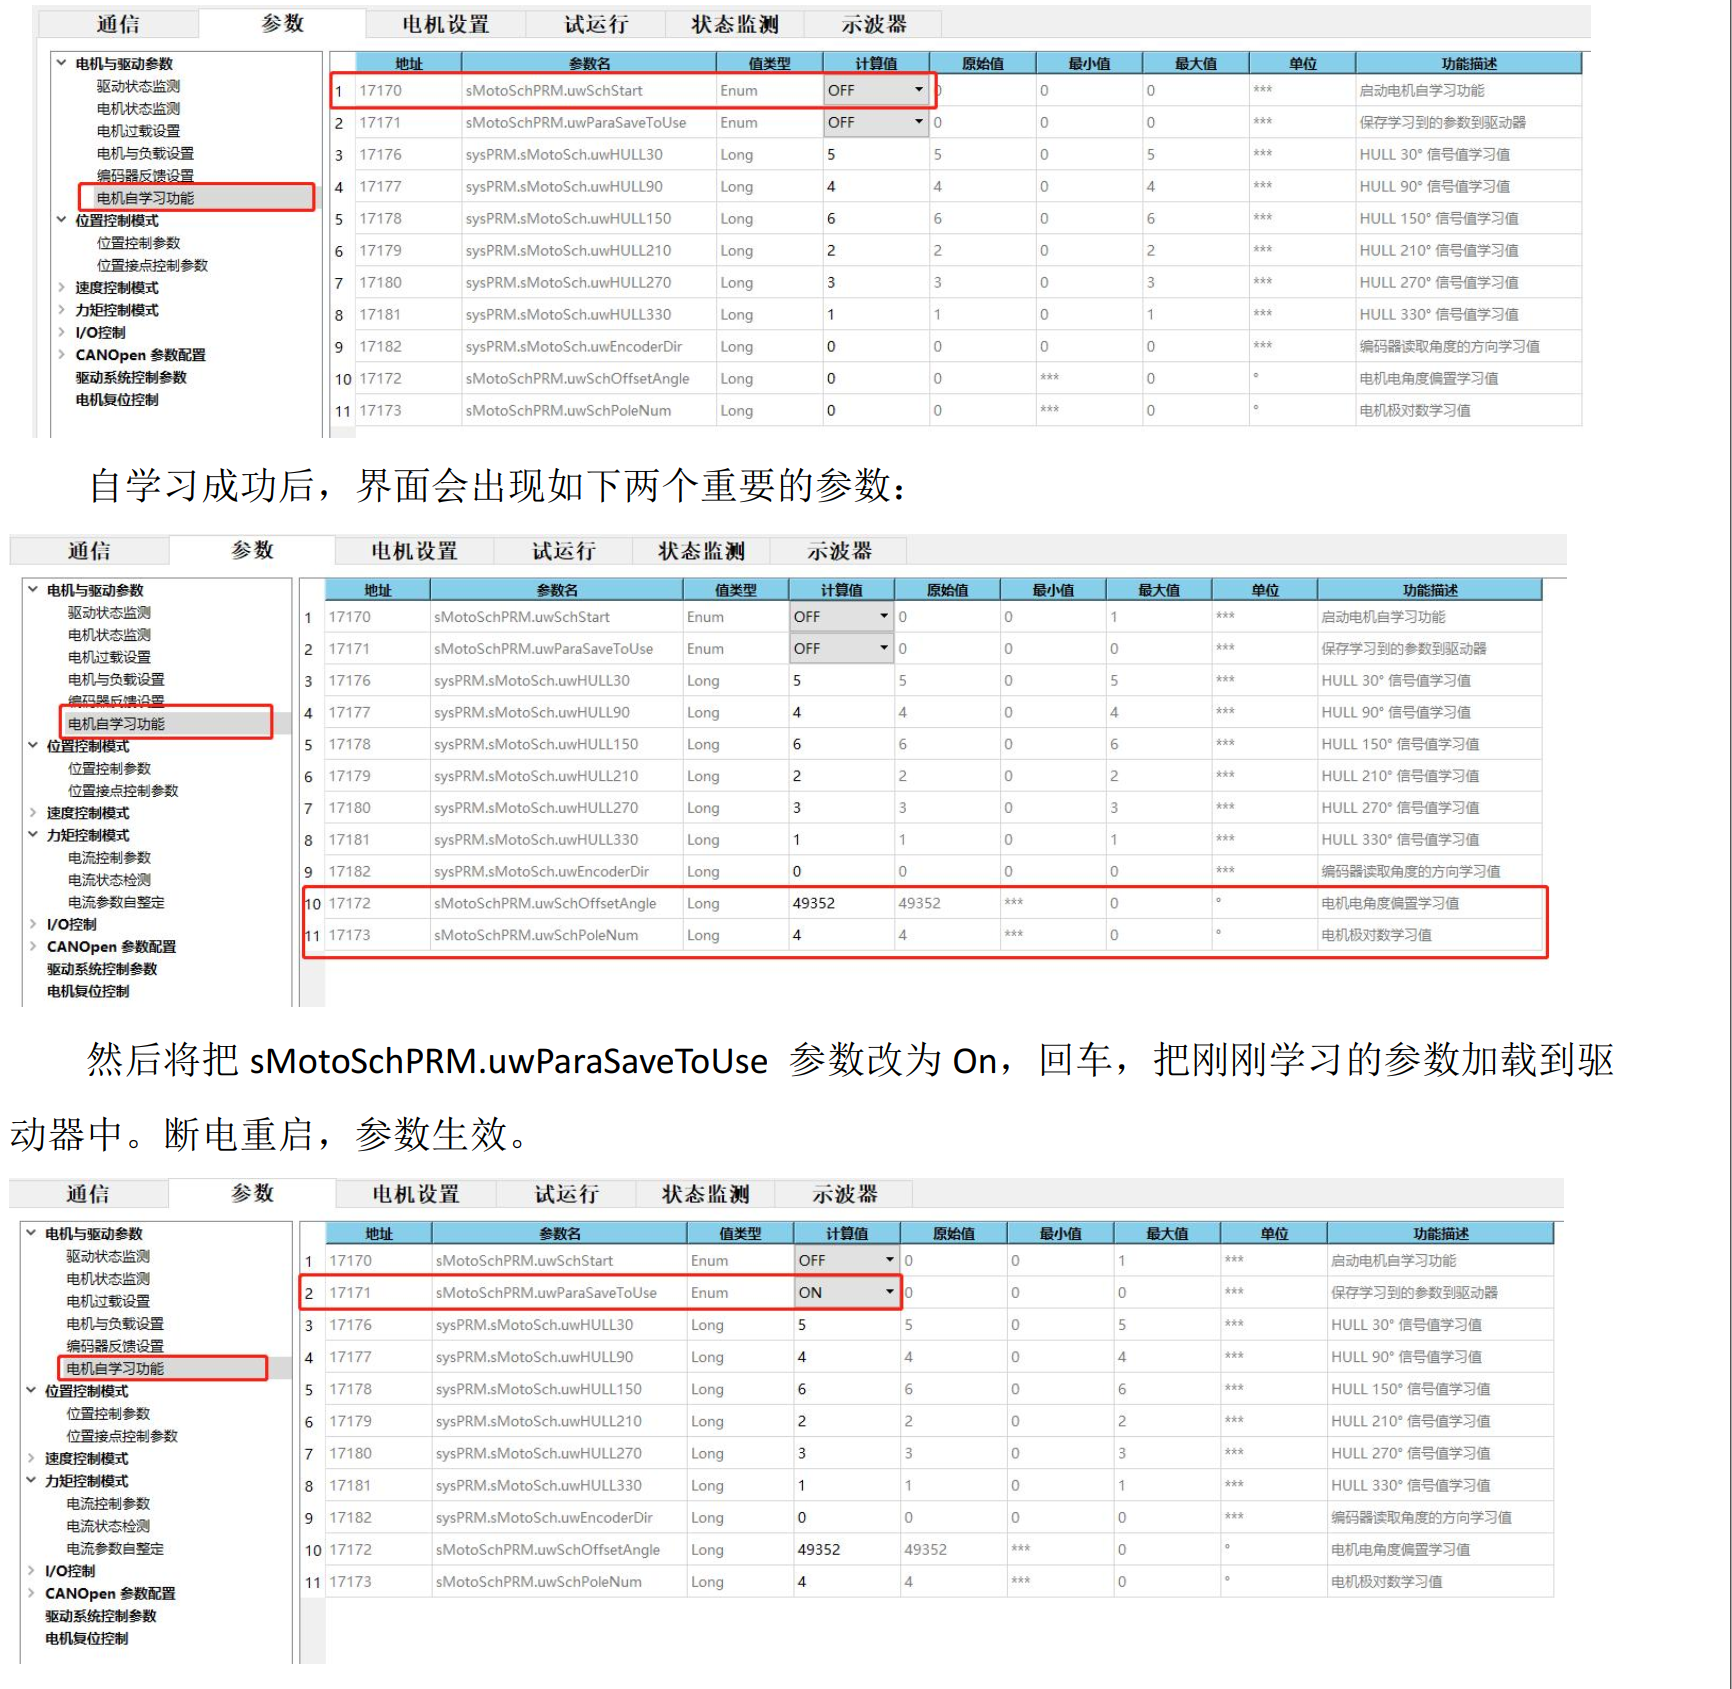 通信 参数 电机设置 试运行 状态监测 示波器
电机与驱动参数
驱动状态监测
电机状态监测
电机过载设置
电机与负载设置
编码器反馈设置
电机自学习功能
位置控制模式
位置控制参数
位置接点控制参数
速度控制模式
力矩控制模式
I/O控制
CANOpen 参数配置
驱动系统控制参数
电机复位控制
地址 参数名 值类型 计算值 原始值 最小值 最大值 单位 功能描述
1 17170 sMotoSchPRM.uwSchStart Enum OFF 0 0 0 *** 启动电机自学习功能
2 17171 sMotoSchPRM.uwParaSaveToUse Enum OFF 0 0 0 *** 保存学习到的参数到驱动器
3 17176 sysPRM.sMotoSch.uwHULL30 Long 5 5 0 5 *** HULL 30° 信号值学习值
4 17177 sysPRM.sMotoSch.uwHULL90 Long 4 4 0 4 *** HULL 90° 信号值学习值
5 17178 sysPRM.sMotoSch.uwHULL150 Long 6 6 0 6 *** HULL 150° 信号值学习值
6 17179 sysPRM.sMotoSch.uwHULL210 Long 2 2 0 2 *** HULL 210° 信号值学习值
7 17180 sysPRM.sMotoSch.uwHULL270 Long 3 3 0 3 *** HULL 270° 信号值学习值
8 17181 sysPRM.sMotoSch.uwHULL330 Long 1 1 0 1 *** HULL 330° 信号值学习值
9 17182 sysPRM.sMotoSch.uwEncoderDir Long 0 0 0 0 *** 编码器读取角度的方向学习值
10 17172 sMotoSchPRM.uwSchOffsetAngle Long 0 0 *** 0 ° 电机电角度偏置学习值
11 17173 sMotoSchPRM.uwSchPoleNum Long 0 0 *** 0 ° 电机极对数学习值
自学习成功后，界面会出现如下两个重要的参数：
通信 参数 电机设置 试运行 状态监测 示波器
电机与驱动参数
驱动状态监测
电机状态监测
电机过载设置
电机与负载设置
编码器反馈设置
电机自学习功能
位置控制模式
位置控制参数
位置接点控制参数
速度控制模式
力矩控制模式
电流控制参数
电流状态检测
电流参数自整定
I/O控制
CANOpen 参数配置
驱动系统控制参数
电机复位控制
地址 参数名 值类型 计算值 原始值 最小值 最大值 单位 功能描述
1 17170 sMotoSchPRM.uwSchStart Enum OFF 0 0 1 *** 启动电机自学习功能
2 17171 sMotoSchPRM.uwParaSaveToUse Enum OFF 0 0 0 *** 保存学习到的参数到驱动器
3 17176 sysPRM.sMotoSch.uwHULL30 Long 5 5 0 5 *** HULL 30° 信号值学习值
4 17177 sysPRM.sMotoSch.uwHULL90 Long 4 4 0 4 *** HULL 90° 信号值学习值
5 17178 sysPRM.sMotoSch.uwHULL150 Long 6 6 0 6 *** HULL 150° 信号值学习值
6 17179 sysPRM.sMotoSch.uwHULL210 Long 2 2 0 2 *** HULL 210° 信号值学习值
7 17180 sysPRM.sMotoSch.uwHULL270 Long 3 3 0 3 *** HULL 270° 信号值学习值
8 17181 sysPRM.sMotoSch.uwHULL330 Long 1 1 0 1 *** HULL 330° 信号值学习值
9 17182 sysPRM.sMotoSch.uwEncoderDir Long 0 0 0 0 *** 编码器读取角度的方向学习值
10 17172 sMotoSchPRM.uwSchOffsetAngle Long 49352 49352 *** 0 ° 电机电角度偏置学习值
11 17173 sMotoSchPRM.uwSchPoleNum Long 4 4 *** 0 ° 电机极对数学习值
然后将把 sMotoSchPRM.uwParaSaveToUse 参数改为 On，回车，把刚刚学习的参数加载到驱
动器中。断电重启，参数生效。
通信 参数 电机设置 试运行 状态监测 示波器
电机与驱动参数
驱动状态监测
电机状态监测
电机过载设置
电机与负载设置
编码器反馈设置
电机自学习功能
位置控制模式
位置控制参数
位置接点控制参数
速度控制模式
力矩控制模式
电流控制参数
电流状态检测
电流参数自整定
I/O控制
CANOpen 参数配置
驱动系统控制参数
电机复位控制
地址 参数名 值类型 计算值 原始值 最小值 最大值 单位 功能描述
1 17170 sMotoSchPRM.uwSchStart Enum OFF 0 0 1 *** 启动电机自学习功能
2 17171 sMotoSchPRM.uwParaSaveToUse Enum ON 0 0 0 *** 保存学习到的参数到驱动器
3 17176 sysPRM.sMotoSch.uwHULL30 Long 5 5 0 5 *** HULL 30° 信号值学习值
4 17177 sysPRM.sMotoSch.uwHULL90 Long 4 4 0 4 *** HULL 90° 信号值学习值
5 17178 sysPRM.sMotoSch.uwHULL150 Long 6 6 0 6 *** HULL 150° 信号值学习值
6 17179 sysPRM.sMotoSch.uwHULL210 Long 2 2 0 2 *** HULL 210° 信号值学习值
7 17180 sysPRM.sMotoSch.uwHULL270 Long 3 3 0 3 *** HULL 270° 信号值学习值
8 17181 sysPRM.sMotoSch.uwHULL330 Long 1 1 0 1 *** HULL 330° 信号值学习值
9 17182 sysPRM.sMotoSch.uwEncoderDir Long 0 0 0 0 *** 编码器读取角度的方向学习值
10 17172 sMotoSchPRM.uwSchOffsetAngle Long 49352 49352 *** 0 ° 电机电角度偏置学习值
11 17173 sMotoSchPRM.uwSchPoleNum Long 4 4 *** 0 ° 电机极对数学习值